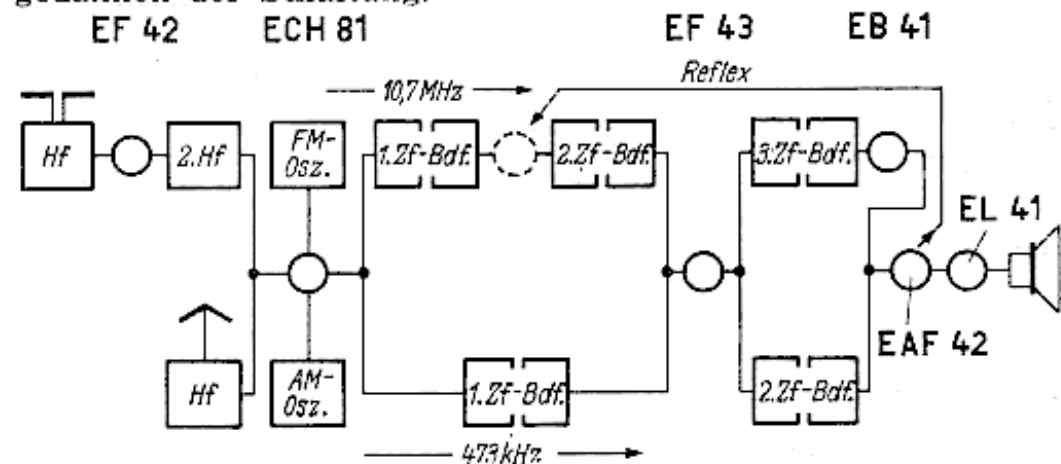 EF 42 ECH 81 EF 43 EB 41
10,7 MHz
Reflex
Hf
2.Hf
FM-
Osz.
1.Zf-Bdf.
2.Zf-Bdf.
3.Zf-Bdf.
EL 41
EAF 42
Hf
AM-
Osz.
1.Zf-Bdf.
2.Zf-Bdf.
473kHz